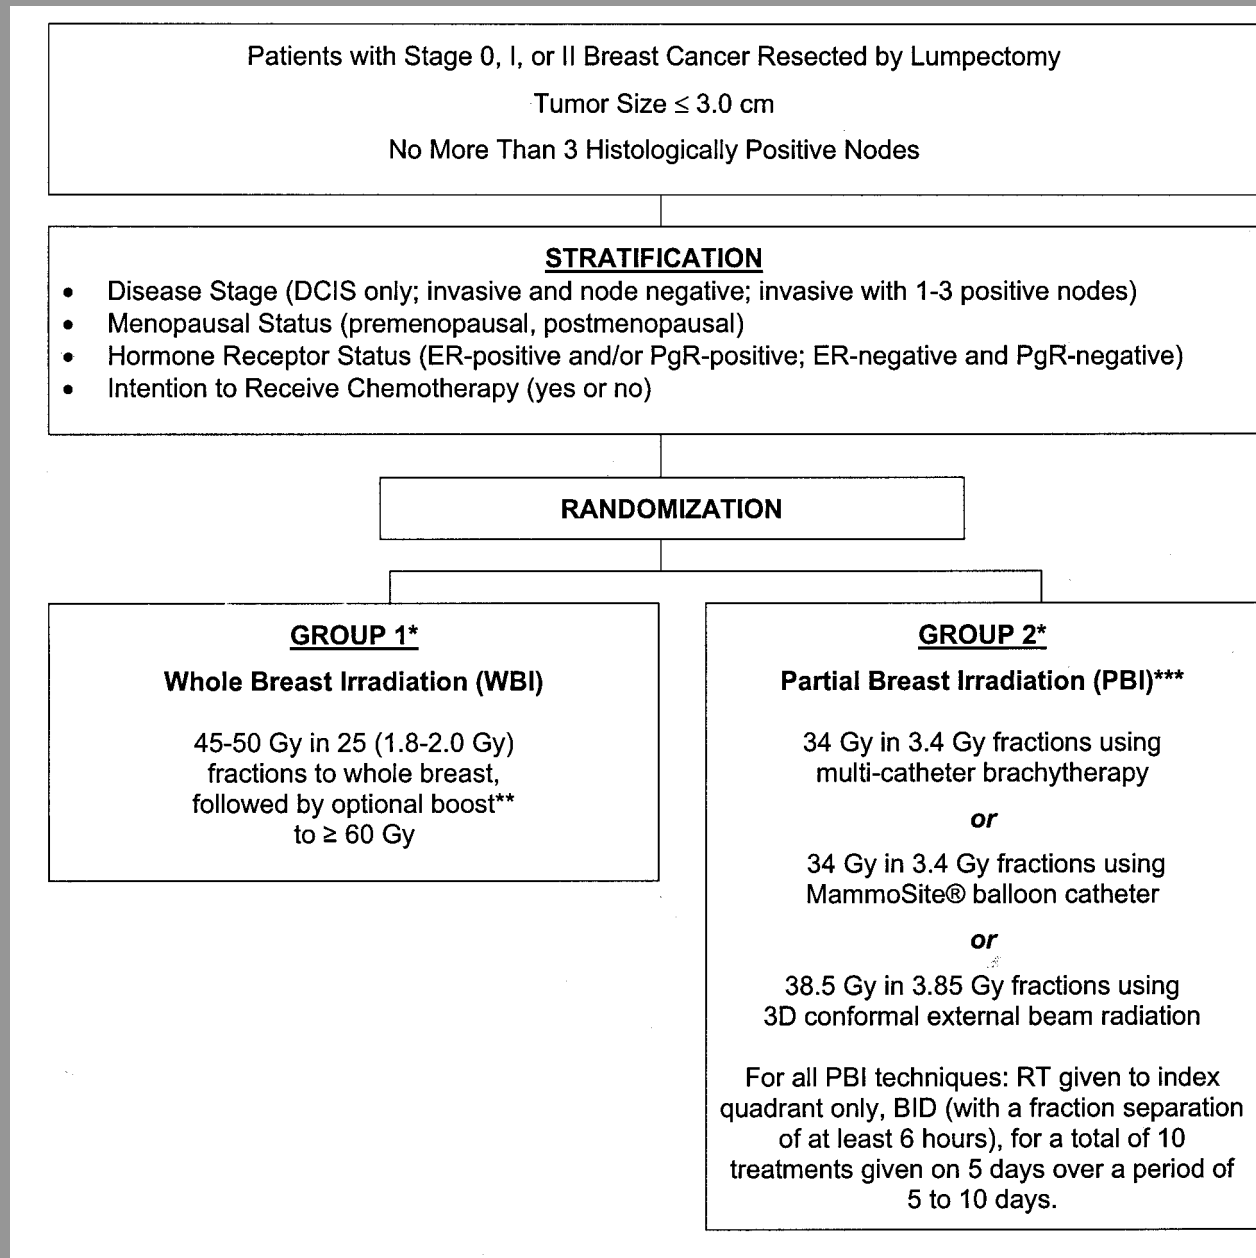 Patients with Stage 0, I, or II Breast Cancer Resected by Lumpectomy
Tumor Size ≤ 3.0 cm
No More Than 3 Histologically Positive Nodes
STRATIFICATION
• Disease Stage (DCIS only; invasive and node negative; invasive with 1-3 positive nodes)
• Menopausal Status (premenopausal, postmenopausal)
• Hormone Receptor Status (ER-positive and/or PgR-positive; ER-negative and PgR-negative)
• Intention to Receive Chemotherapy (yes or no)
RANDOMIZATION
GROUP 1*
Whole Breast Irradiation (WBI)
45-50 Gy in 25 (1.8-2.0 Gy)
fractions to whole breast,
followed by optional boost**
to ≥ 60 Gy
GROUP 2*
Partial Breast Irradiation (PBI)***
34 Gy in 3.4 Gy fractions using
multi-catheter brachytherapy
or
34 Gy in 3.4 Gy fractions using
MammoSite® balloon catheter
or
38.5 Gy in 3.85 Gy fractions using
3D conformal external beam radiation
For all PBI techniques: RT given to index
quadrant only, BID (with a fraction separation
of at least 6 hours), for a total of 10
treatments given on 5 days over a period of
5 to 10 days.